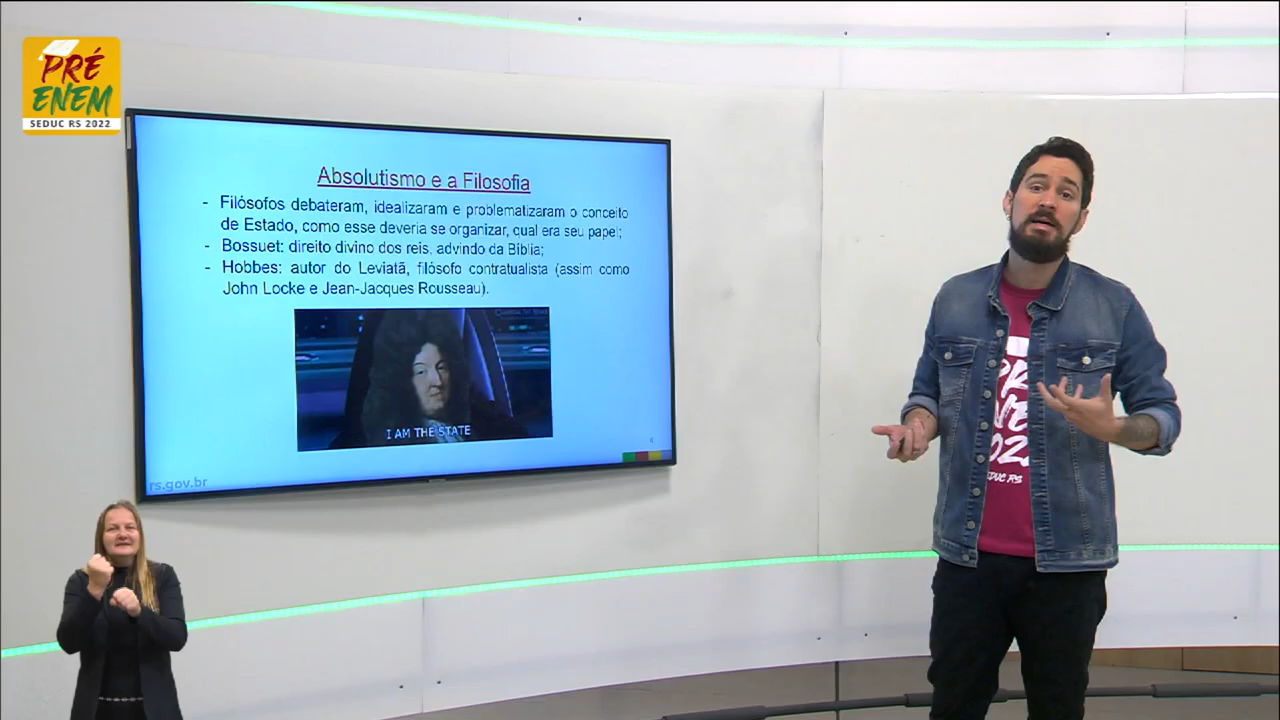 PRÉ
ENEM
SEDUC RS 2022
Absolutismo e a Filosofia
- Filósofos debateram, idealizaram e problematizaram o conceito
de Estado, como esse deveria se organizar, qual era seu papel;
- Bossuet: direito divino dos reis, advindo da Bíblia;
- Hobbes: autor do Leviatã, filósofo contratualista (assim como
John Locke e Jean-Jacques Rousseau).
I AM THE STATE
rs.gov.br
SEDUC RS